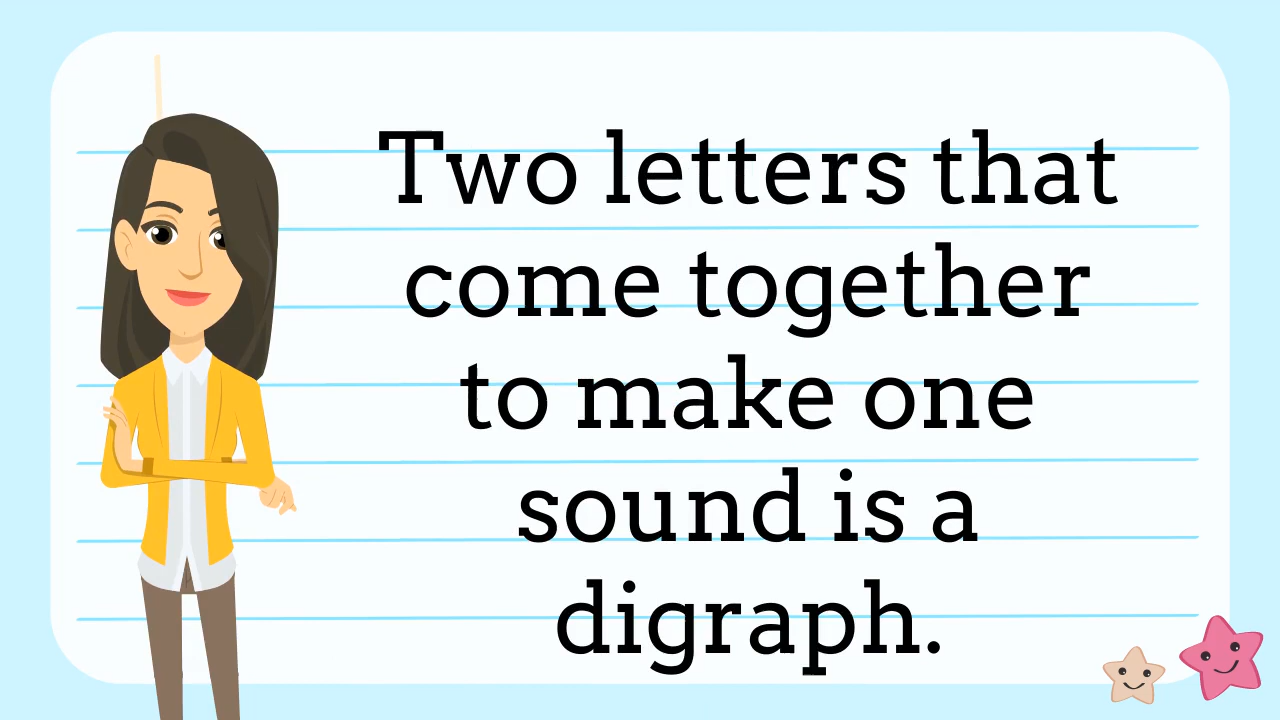 Two letters that
come together
to make one
sound is a
digraph.